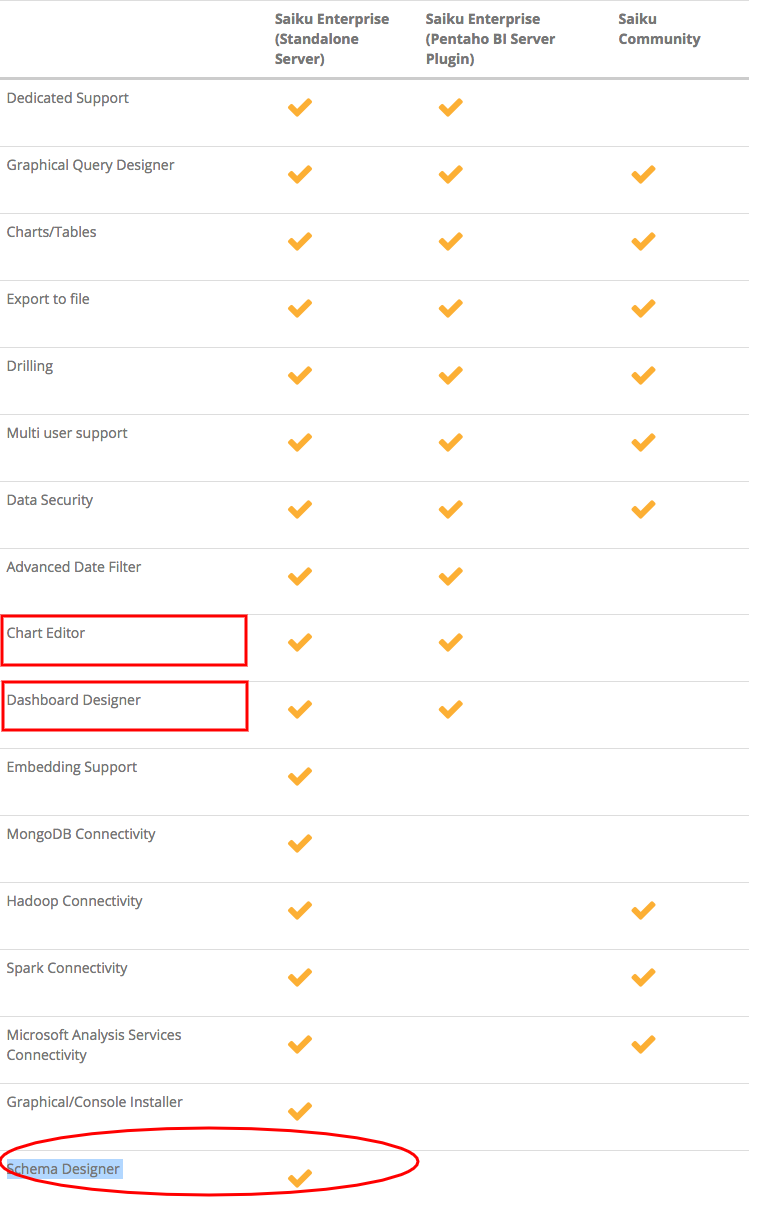 Saiku Enterprise
(Standalone
Server)
Saiku Enterprise
(Pentaho BI Server
Plugin)
Saiku
Community
Dedicated Support
Graphical Query Designer
Charts/Tables
Export to file
Drilling
Multi user support
Data Security
Advanced Date Filter
Chart Editor
Dashboard Designer
Embedding Support
MongoDB Connectivity
Hadoop Connectivity
Spark Connectivity
Microsoft Analysis Services
Connectivity
Graphical/Console Installer
Schema Designer